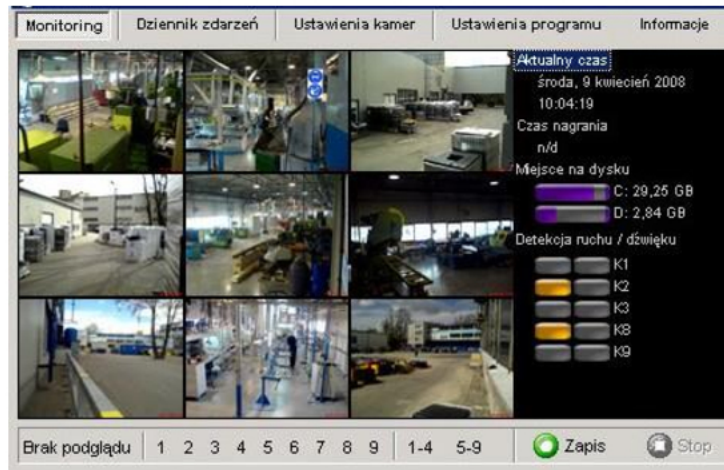 Monitoring Dziennik zdarzeń Ustawienia kamer Ustawienia programu Informacje
Aktualny czas
środa, 9 kwiecień 2008
10:04:19
Czas nagrania
n/d
Miejsce na dysku
C: 29,25 GB
D: 2,84 GB
Detekcja ruchu / dźwięku
K1
K2
K3
K8
K9
Brak podglądu 1 2 3 4 5 6 7 8 9 1-4 5-9 Zapis Stop